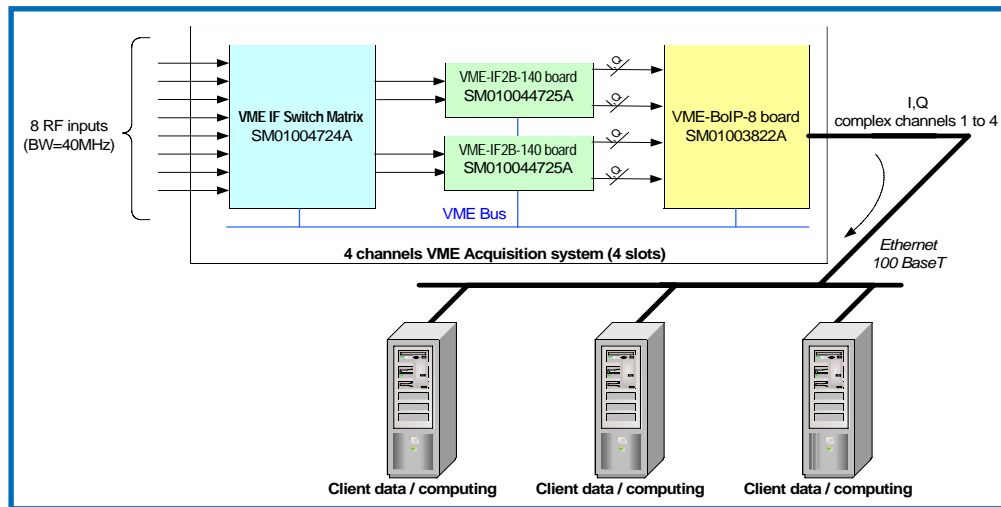 8 RF inputs
(BW=40MHz)
VME IF Switch Matrix
SM01004724A
VME-IF2B-140 board
SM010044725A
VME-IF2B-140 board
SM010044725A
I,Q
I,Q
I,Q
I,Q
VME-BoIP-8 board
SM01003822A
I,Q
complex channels 1 to 4
VME Bus
4 channels VME Acquisition system (4 slots)
Ethernet
100 BaseT
Client data / computing
Client data / computing
Client data / computing